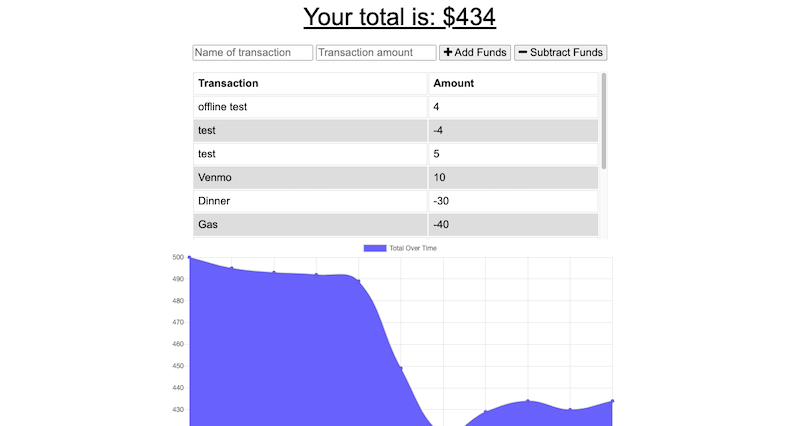 Your total is: $434
Name of transaction Transaction amount Add Funds Subtract Funds
Transaction Amount
offline test 4
test -4
test 5
Venmo 10
Dinner -30
Gas -40
Total Over Time
500
490
480
470
460
450
440
430